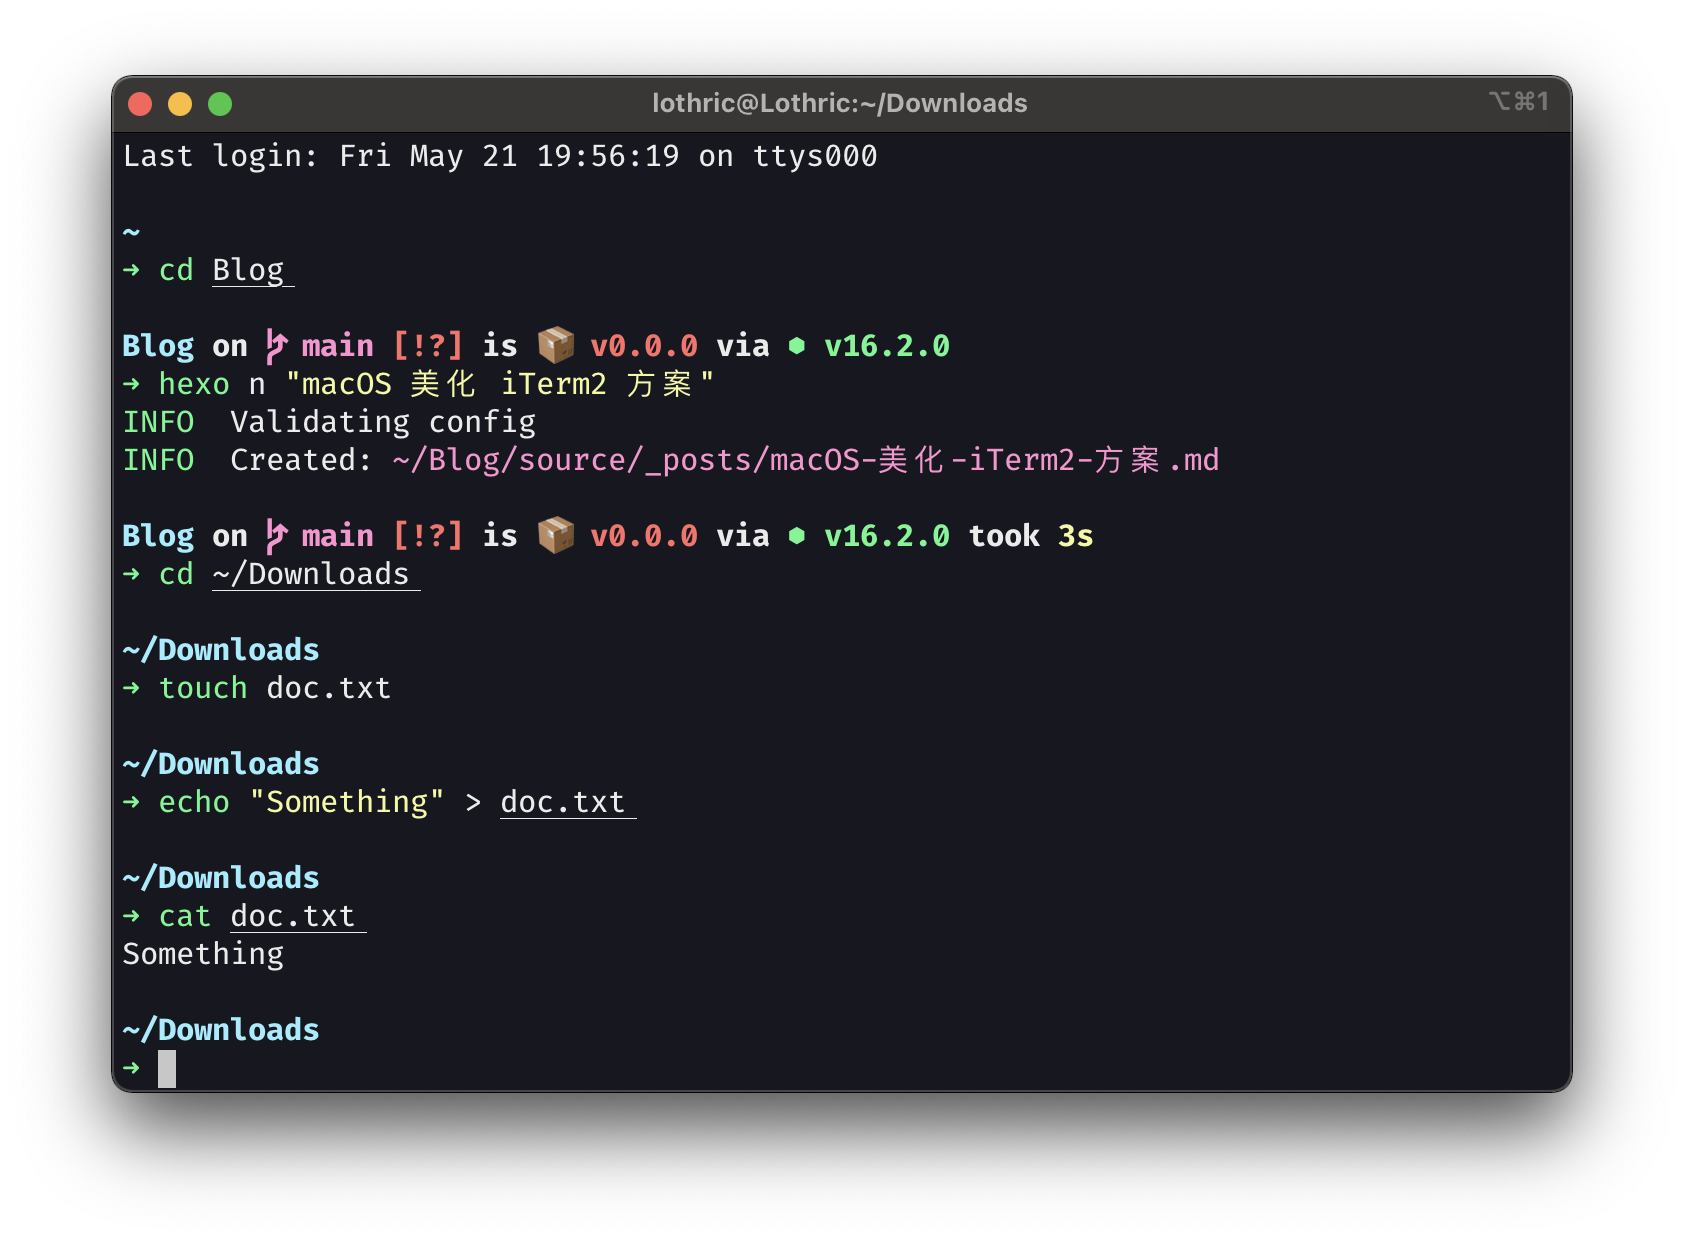 lothric@Lothric:~/Downloads
⌥⌘1
Last login: Fri May 21 19:56:19 on ttys000
~
➜ cd Blog
Blog on main [!?] is 📦 v0.0.0 via ⬢ v16.2.0
➜ hexo n "macOS 美化 iTerm2 方案"
INFO  Validating config
INFO  Created: ~/Blog/source/_posts/macOS-美化-iTerm2-方案.md
Blog on main [!?] is 📦 v0.0.0 via ⬢ v16.2.0 took 3s
➜ cd ~/Downloads
~/Downloads
➜ touch doc.txt
~/Downloads
➜ echo "Something" > doc.txt
~/Downloads
➜ cat doc.txt
Something
~/Downloads
➜